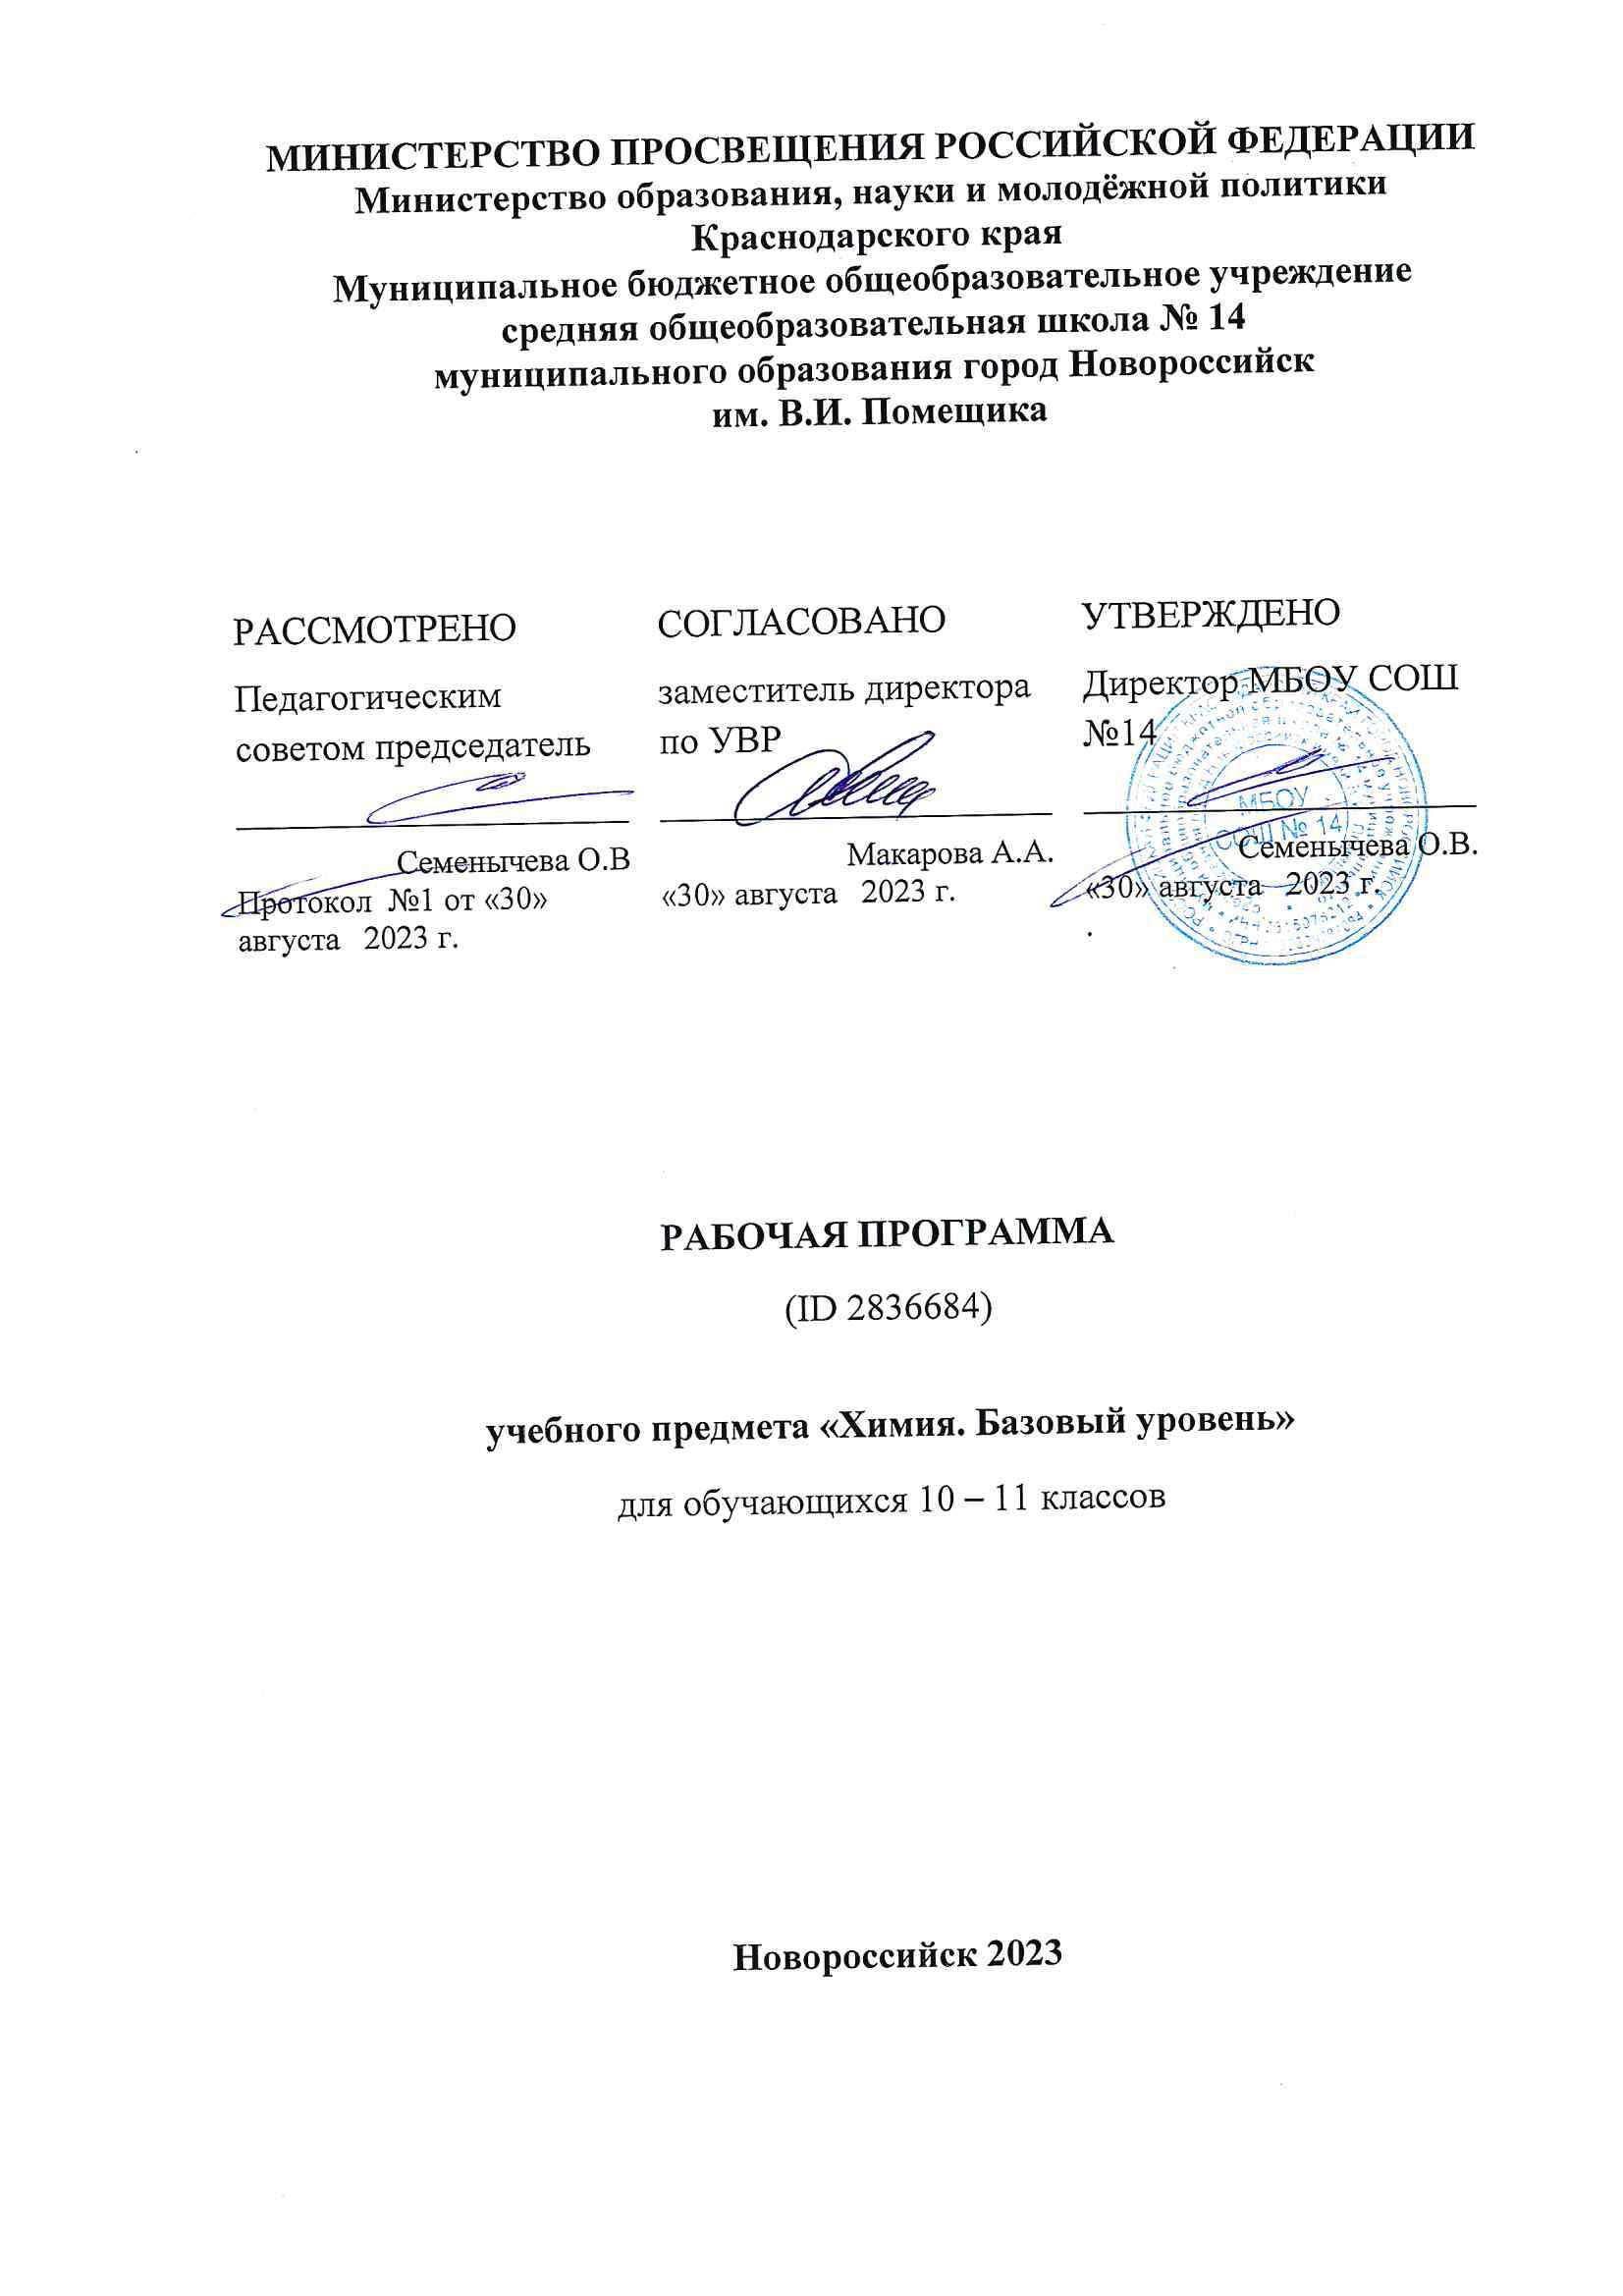 МИНИСТЕРСТВО ПРОСВЕЩЕНИЯ РОССИЙСКОЙ ФЕДЕРАЦИИ
Министерство образования, науки и молодёжной политики
Краснодарского края
Муниципальное бюджетное общеобразовательное учреждение
средняя общеобразовательная школа № 14
муниципального образования город Новороссийск
им. В.И. Помещика
РАССМОТРЕНО
Педагогическим
советом председатель
Семенычева О.В
Протокол №1 от «30»
августа 2023 г.
СОГЛАСОВАНО
заместитель директора
по УВР
Макарова А.А.
«30» августа 2023 г.
УТВЕРЖДЕНО
Директор МБОУ СОШ
№14
МБОУ
СОШ № 14
Семенычева О.В.
«30» августа 2023 г.
.
РАБОЧАЯ ПРОГРАММА
(ID 2836684)
учебного предмета «Химия. Базовый уровень»
для обучающихся 10 – 11 классов
Новороссийск 2023